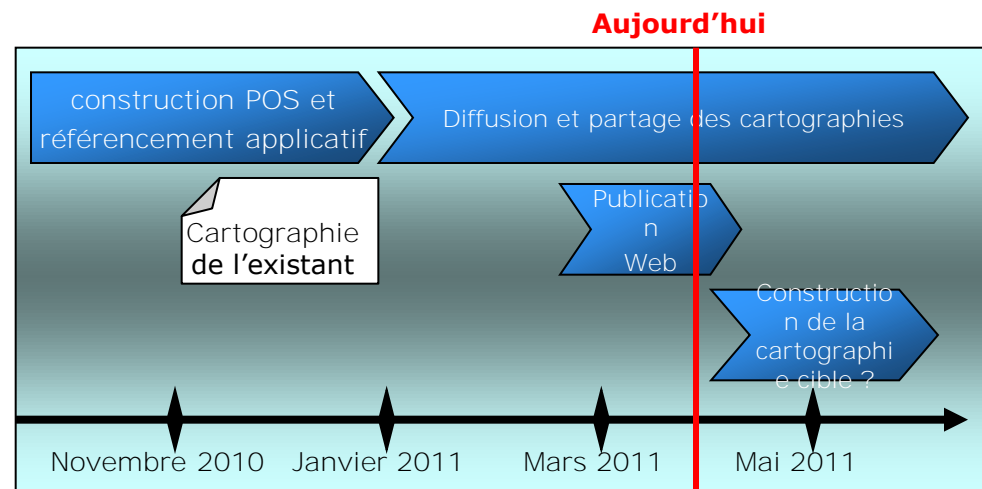 Aujourd’hui
construction POS et
référencement applicatif
Diffusion et partage des cartographies
Cartographie
de l’existant
Publicatio
n
Web
Constructio
n de la
cartographi
e cible ?
Novembre 2010
Janvier 2011
Mars 2011
Mai 2011